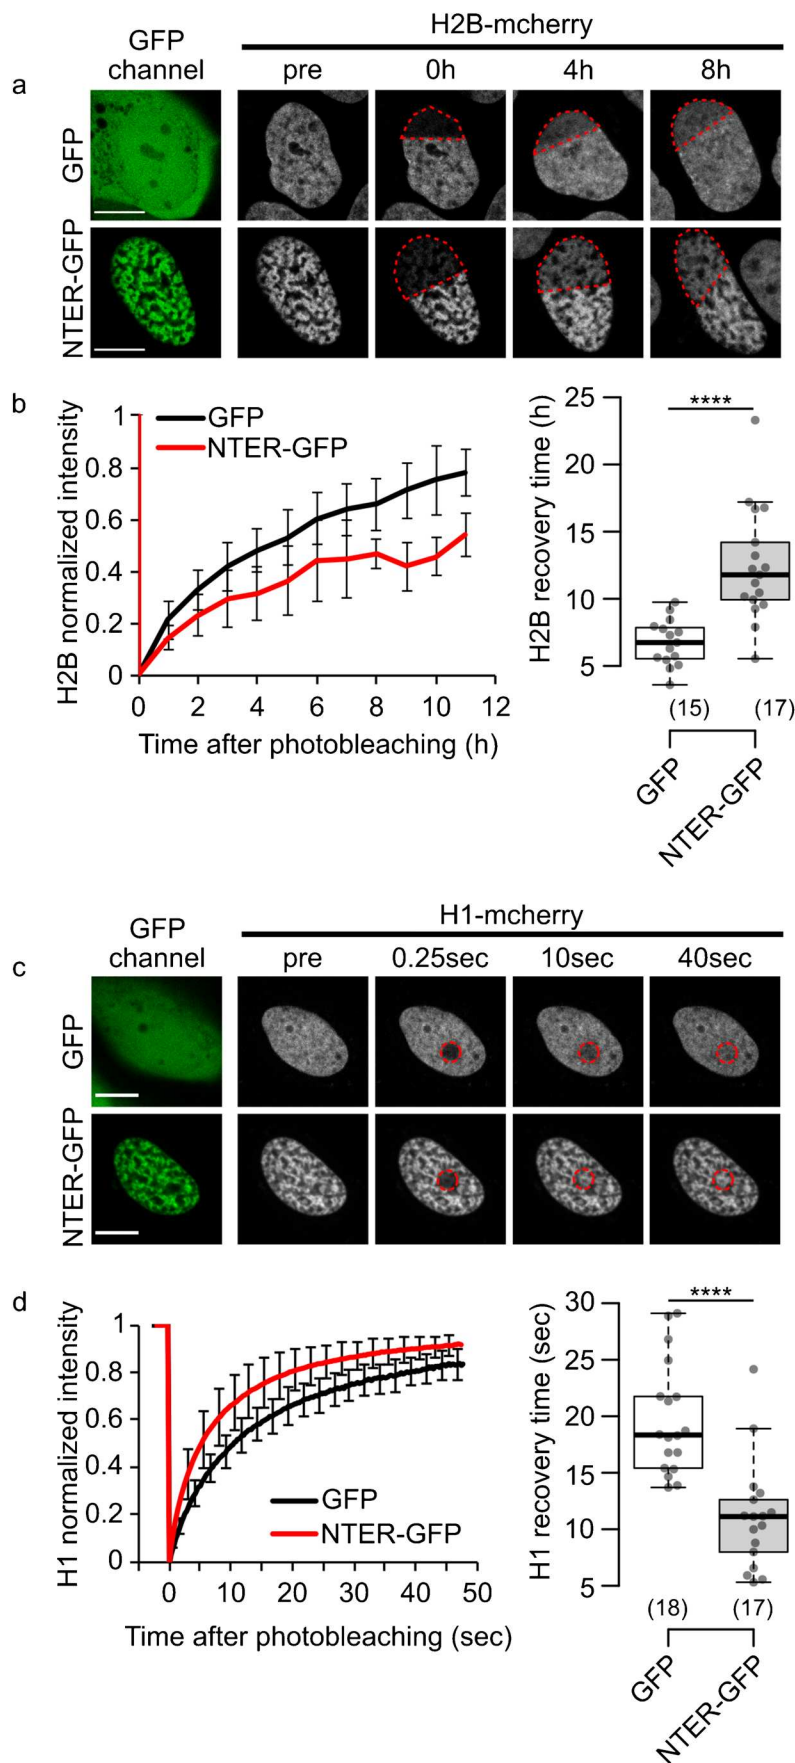 H2B-mcherry
GFP
channel
pre
0h
4h
8h
a
GFP
NTER-GFP
b
H2B normalized intensity
1
0.8
0.6
0.4
0.2
0
GFP
NTER-GFP
0
2
4
6
8
10
12
Time after photobleaching (h)
H2B recovery time (h)
25
20
15
10
5
****
(15)
(17)
GFP
NTER-GFP
H1-mcherry
GFP
channel
pre
0.25sec
10sec
40sec
c
GFP
NTER-GFP
d
H1 normalized intensity
1
0.8
0.6
0.4
0.2
0
GFP
NTER-GFP
0
10
20
30
40
50
Time after photobleaching (sec)
H1 recovery time (sec)
30
25
20
15
10
5
****
(18)
(17)
GFP
NTER-GFP